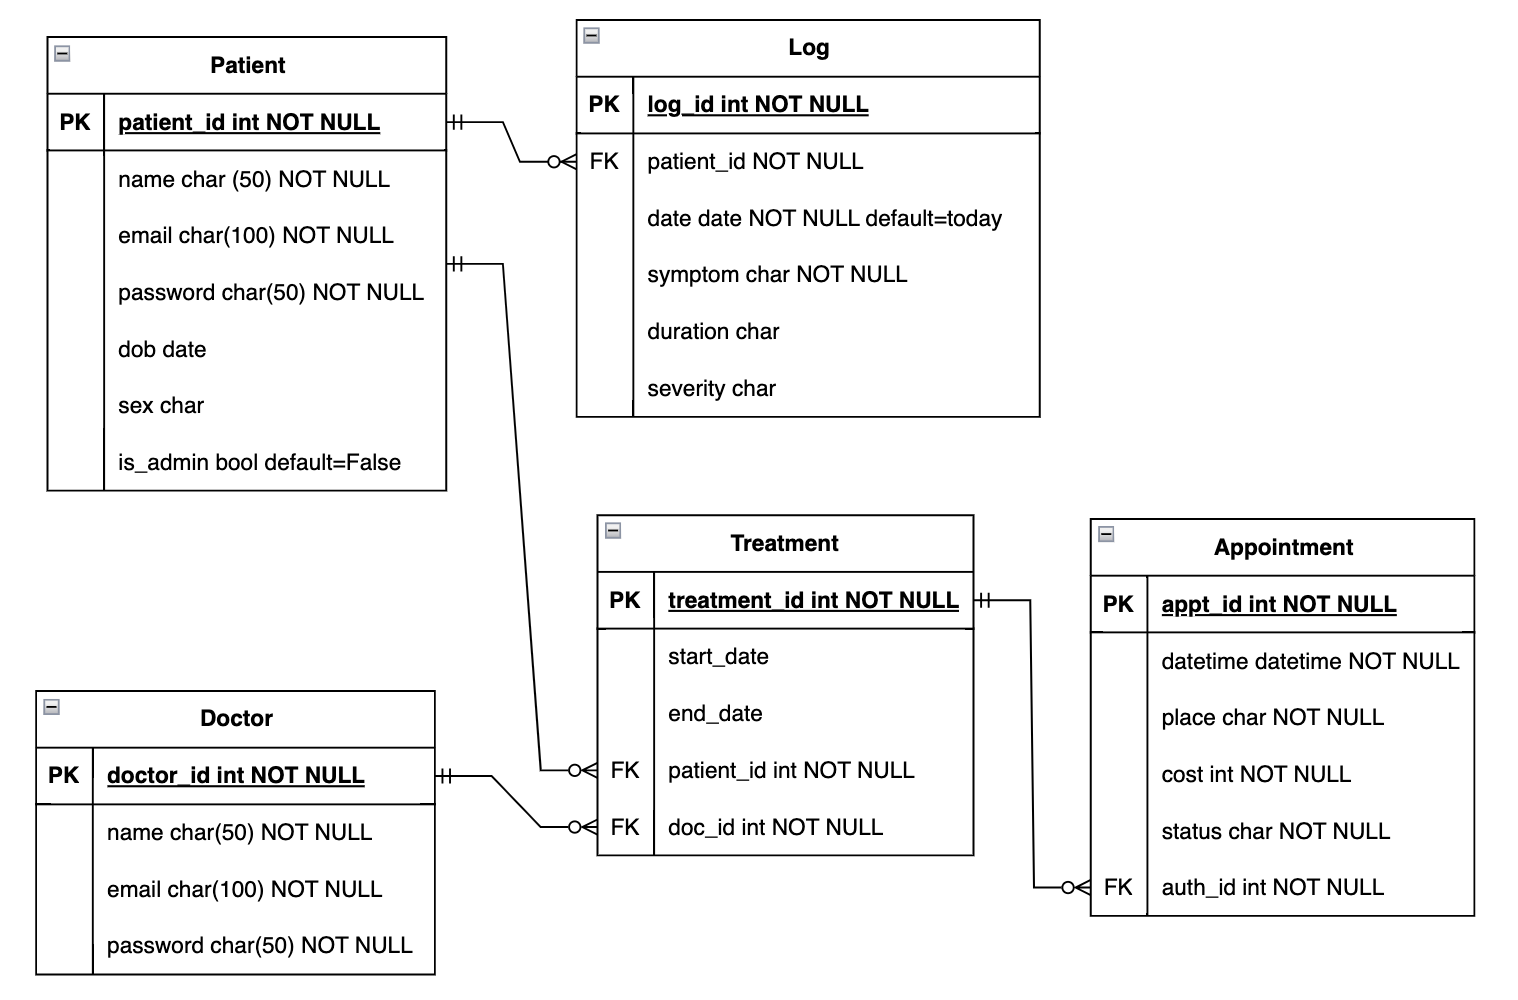 Patient
PK patient_id int NOT NULL
name char (50) NOT NULL
email char(100) NOT NULL
password char(50) NOT NULL
dob date
sex char
is_admin bool default=False
Log
PK log_id int NOT NULL
FK patient_id NOT NULL
date date NOT NULL default=today
symptom char NOT NULL
duration char
severity char
Treatment
PK treatment_id int NOT NULL
start_date
end_date
FK patient_id int NOT NULL
FK doc_id int NOT NULL
Appointment
PK appt_id int NOT NULL
datetime datetime NOT NULL
place char NOT NULL
cost int NOT NULL
status char NOT NULL
FK auth_id int NOT NULL
Doctor
PK doctor_id int NOT NULL
name char(50) NOT NULL
email char(100) NOT NULL
password char(50) NOT NULL